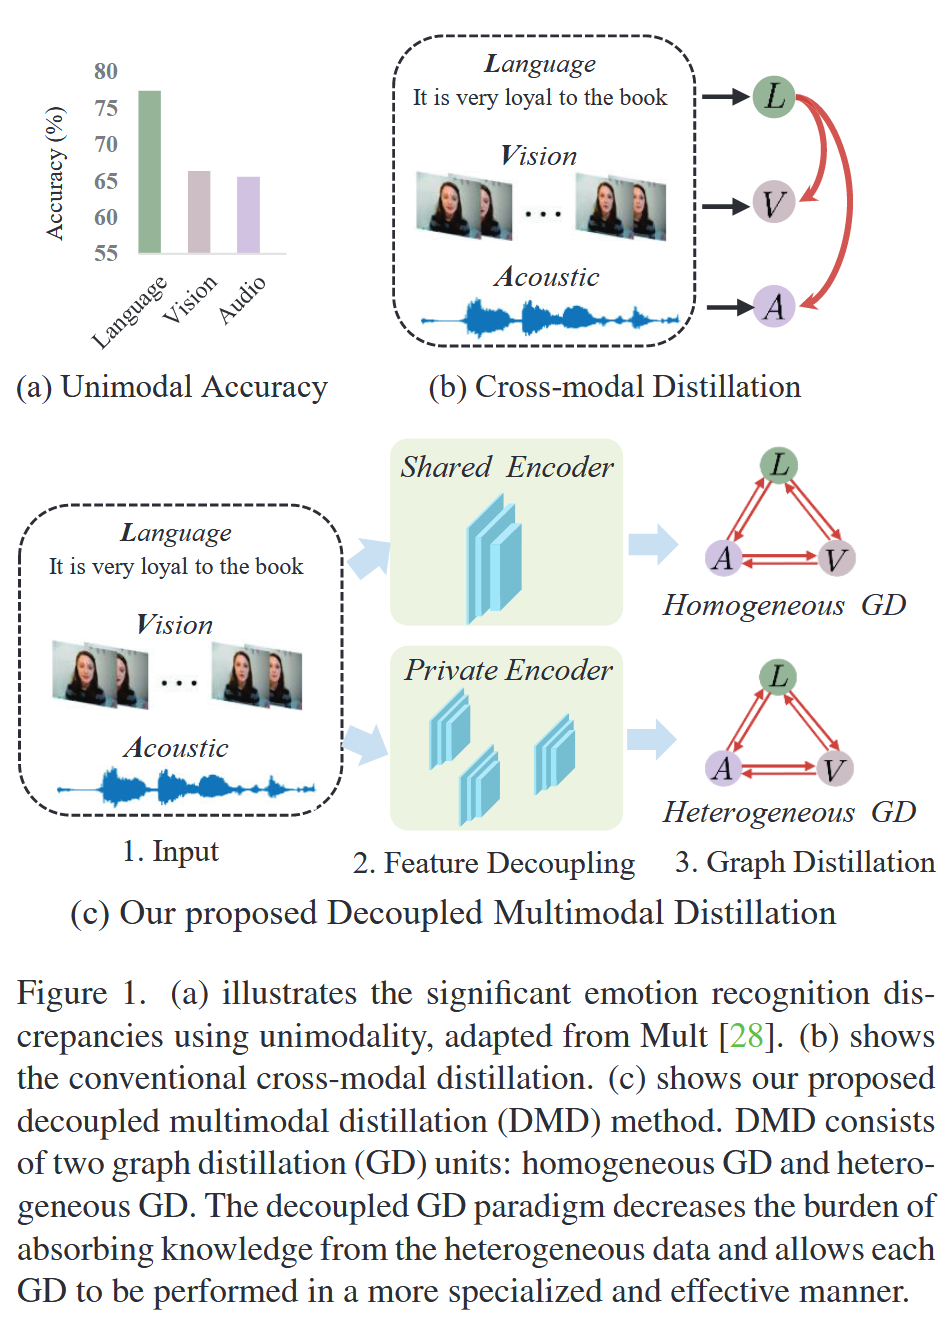 80
75
70
65
60
55
Accuracy (%)
Language
Vision
Audio
(a) Unimodal Accuracy
Language
It is very loyal to the book
Vision
Acoustic
L
V
A
(b) Cross-modal Distillation
Language
It is very loyal to the book
Vision
Acoustic
1. Input
Shared Encoder
Private Encoder
2. Feature Decoupling
L
A V
Homogeneous GD
L
A V
Heterogeneous GD
3. Graph Distillation
(c) Our proposed Decoupled Multimodal Distillation
Figure 1. (a) illustrates the significant emotion recognition dis-
crepancies using unimodality, adapted from Mult [28]. (b) shows
the conventional cross-modal distillation. (c) shows our proposed
decoupled multimodal distillation (DMD) method. DMD consists
of two graph distillation (GD) units: homogeneous GD and hetero-
geneous GD. The decoupled GD paradigm decreases the burden of
absorbing knowledge from the heterogeneous data and allows each
GD to be performed in a more specialized and effective manner.